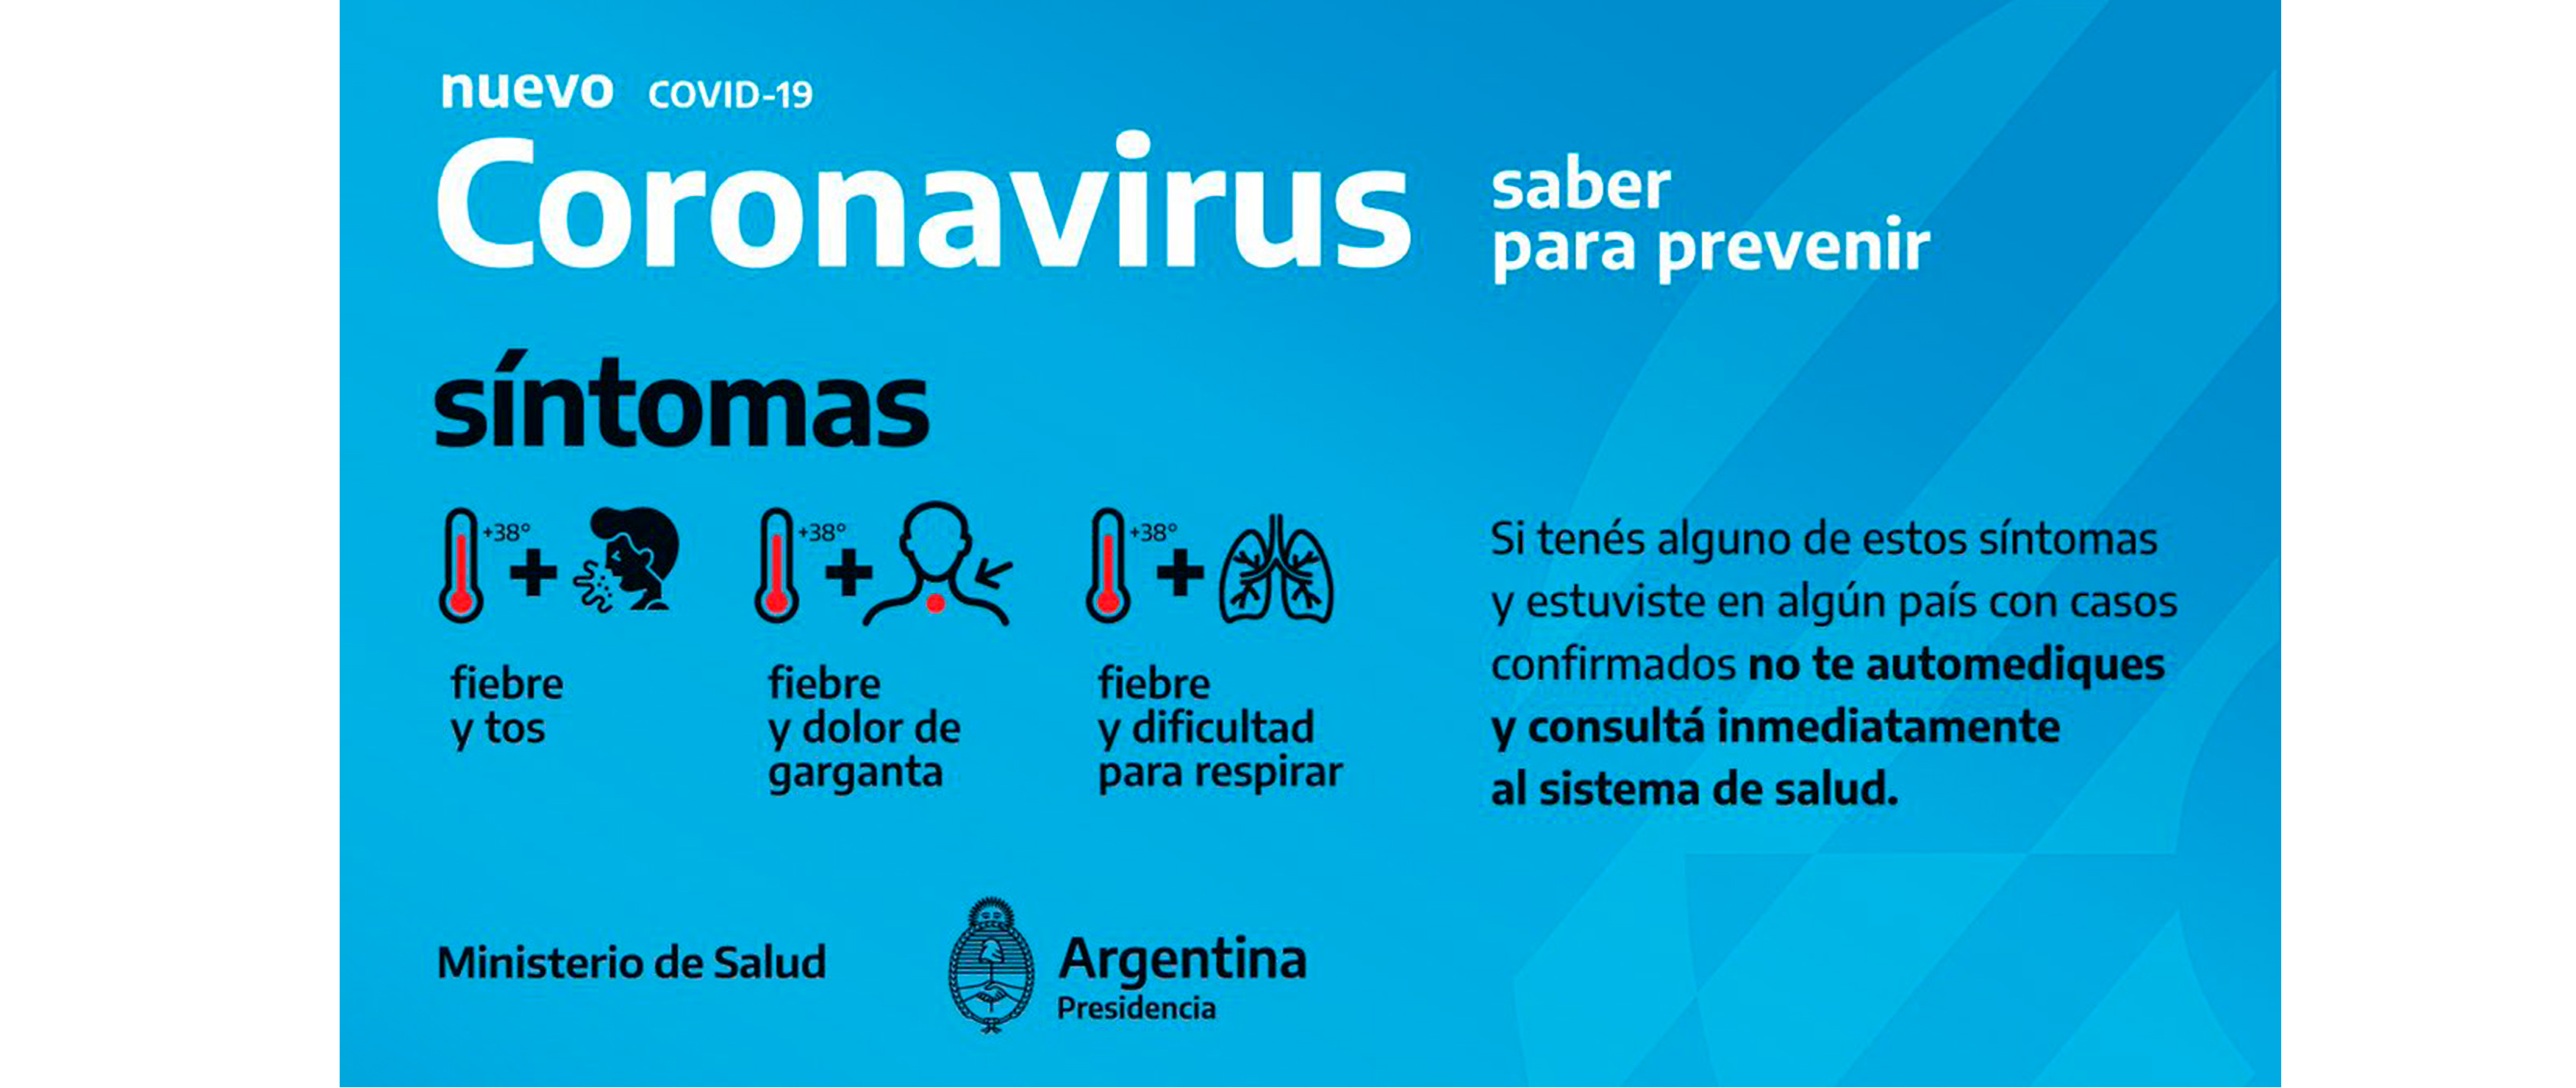 nuevo COVID-19
Coronavirus
saber
para prevenir
síntomas
+38°
+38°
+38°
fiebre
y tos
fiebre
y dolor de
garganta
fiebre
y dificultad
para respirar
Si tenés alguno de estos síntomas
y estuviste en algún país con casos
confirmados no te automediques
y consultá inmediatamente
al sistema de salud.
Ministerio de Salud
Argentina
Presidencia